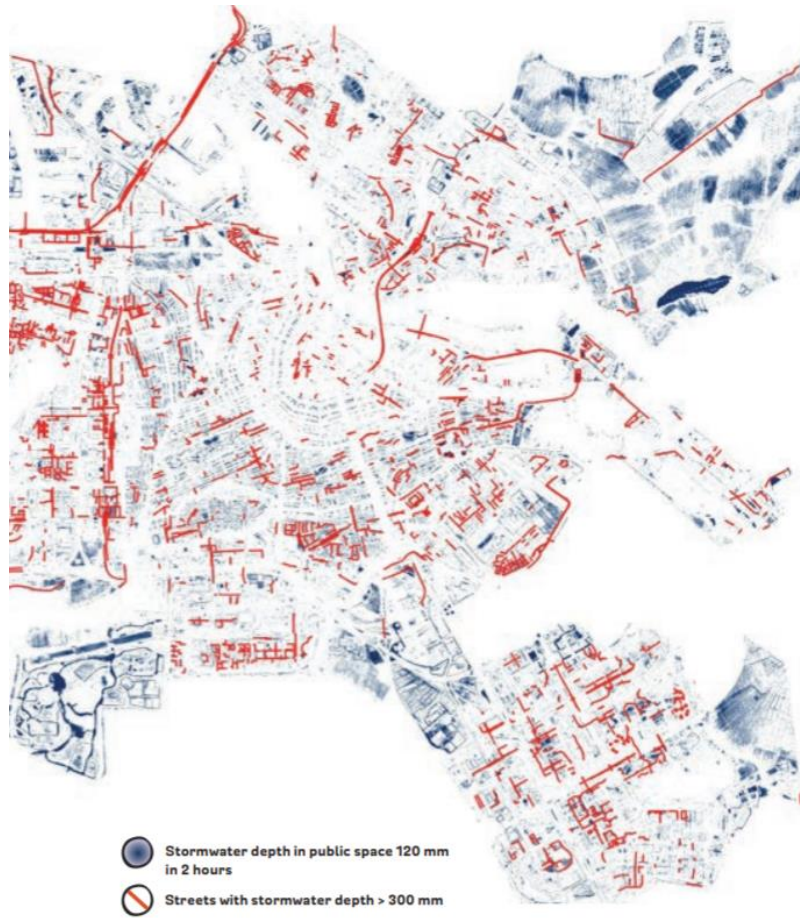 Stormwater depth in public space 120 mm
in 2 hours
Streets with stormwater depth > 300 mm